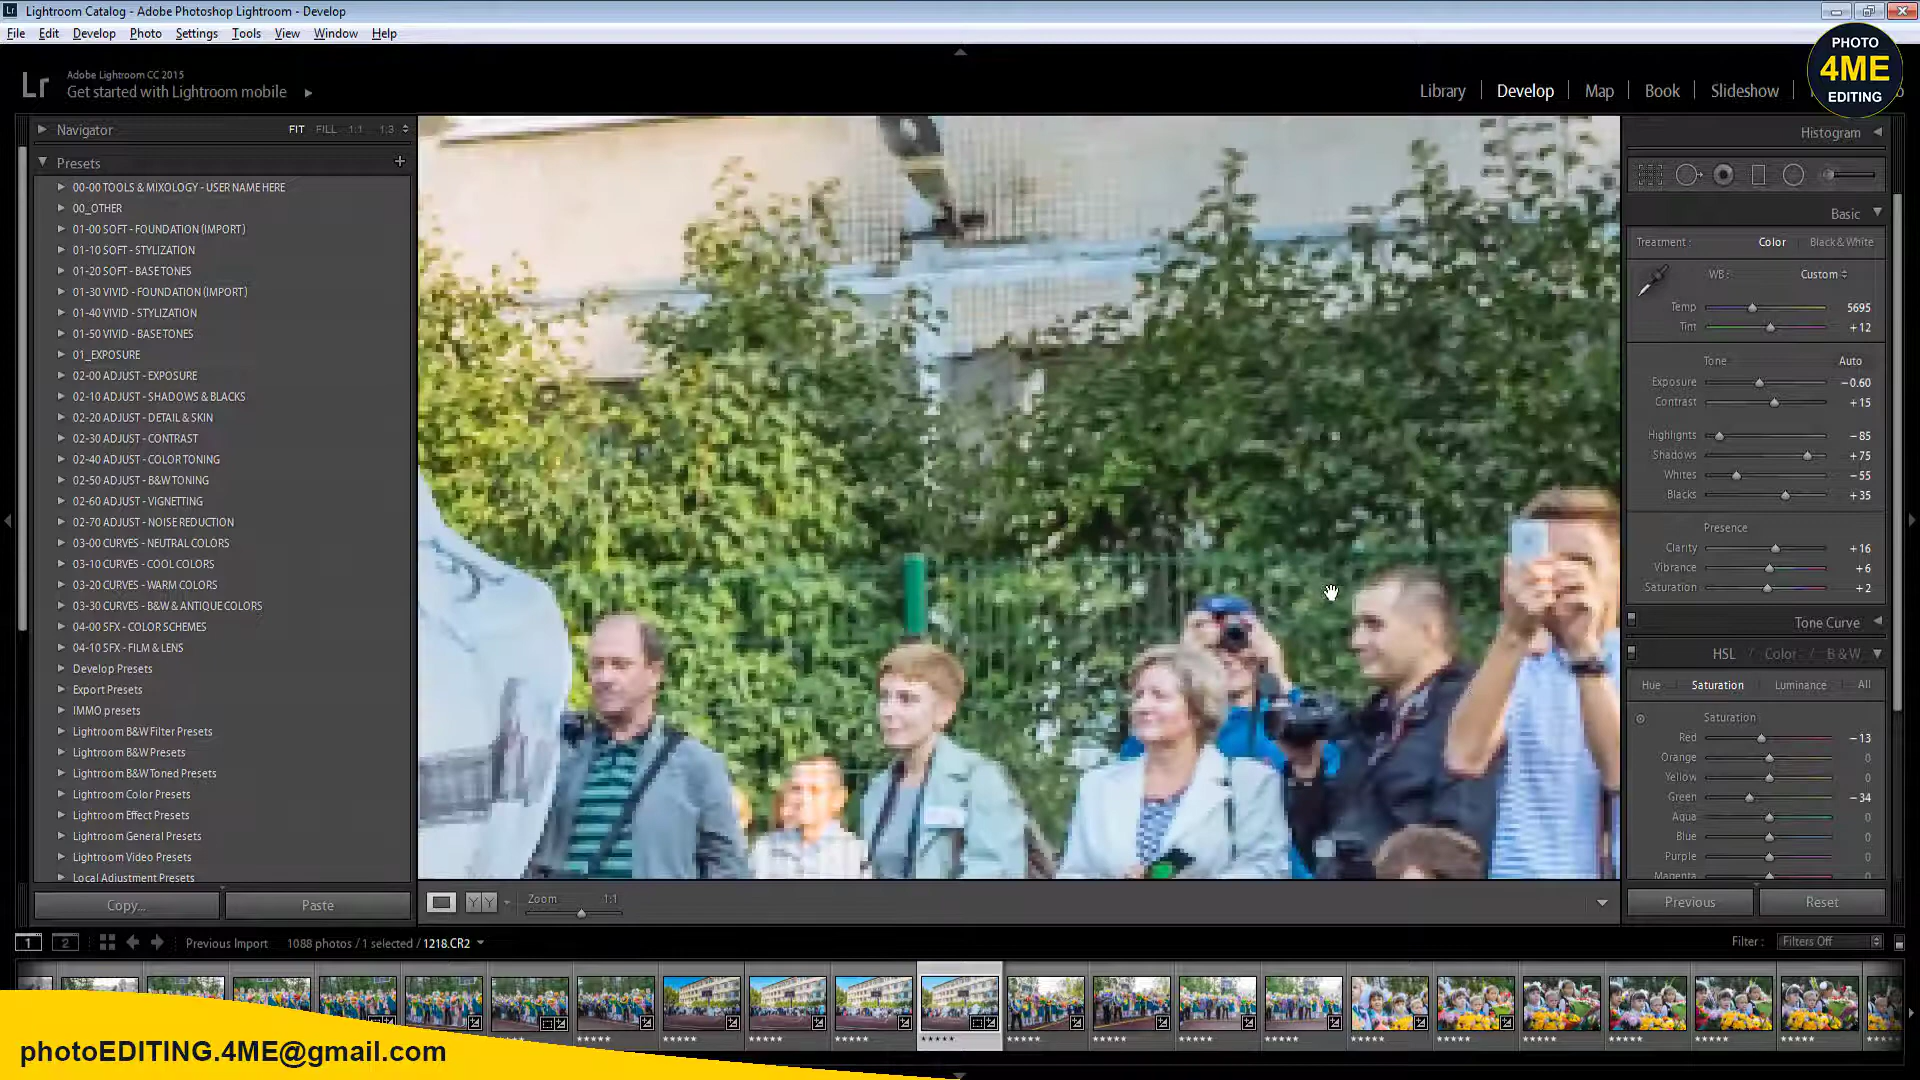 Lightroom Catalog - Adobe Photoshop Lightroom - Develop
File Edit Develop Photo Settings Tools View Window Help
PHOTO
4ME
EDITING
Lr
Adobe Lightroom CC 2015
Get started with Lightroom mobile
Library Develop Map Book Slideshow
Navigator FIT FILL 1:1 1:3
Presets +
00-00 TOOLS & MIXOLOGY - USER NAME HERE
00_OTHER
01-00 SOFT - FOUNDATION (IMPORT)
01-10 SOFT - STYLIZATION
01-20 SOFT - BASE TONES
01-30 VIVID - FOUNDATION (IMPORT)
01-40 VIVID - STYLIZATION
01-50 VIVID - BASE TONES
01_EXPOSURE
02-00 ADJUST - EXPOSURE
02-10 ADJUST - SHADOWS & BLACKS
02-20 ADJUST - DETAIL & SKIN
02-30 ADJUST - CONTRAST
02-40 ADJUST - COLOR TONING
02-50 ADJUST - B&W TONING
02-60 ADJUST - VIGNETTING
02-70 ADJUST - NOISE REDUCTION
03-00 CURVES - NEUTRAL COLORS
03-10 CURVES - COOL COLORS
03-20 CURVES - WARM COLORS
03-30 CURVES - B&W & ANTIQUE COLORS
04-00 SFX - COLOR SCHEMES
04-10 SFX - FILM & LENS
Develop Presets
Export Presets
IMMO presets
Lightroom B&W Filter Presets
Lightroom B&W Presets
Lightroom B&W Toned Presets
Lightroom Color Presets
Lightroom Effect Presets
Lightroom General Presets
Lightroom Video Presets
Local Adjustment Presets
Copy... Paste
Histogram
Basic
Treatment : Color Black & White
WB : Custom
Temp 5695
Tint +12
Tone Auto
Exposure -0.60
Contrast +15
Highlights -85
Shadows +75
Whites -55
Blacks +35
Presence
Clarity +16
Vibrance +6
Saturation +2
Tone Curve
HSL / Color / B & W
Hue Saturation Luminance All
Saturation
Red -13
Orange 0
Yellow 0
Green -34
Aqua 0
Blue 0
Purple 0
Magenta 0
Previous Reset
YY Zoom 1:1
1 2 Previous Import 1088 photos / 1 selected / 1218.CR2
Filter : Filters Off
photoEDITING.4ME@gmail.com